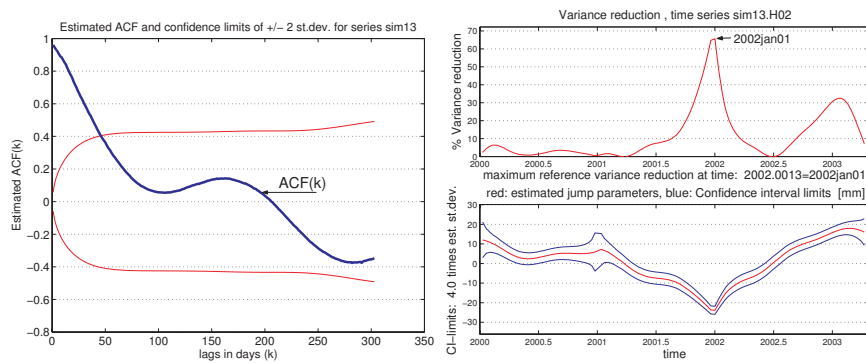 Estimated ACF and confidence limits of +/- 2 st.dev. for series sim13
1
0.8
0.6
0.4
0.2
0
-0.2
-0.4
-0.6
-0.8
Estimated ACF(k)
ACF(k)
0 50 100 150 200 250 300 350
lags in days (k)
Variance reduction , time series sim13.H02
70
60
50
40
30
20
10
0
% Variance reduction
2002jan01
2000 2000.5 2001 2001.5 2002 2002.5 2003
maximum reference variance reduction at time: 2002.0013=2002jan01
red: estimated jump parameters, blue: Confidence interval limits [mm]
20
10
0
-10
-20
-30
CI-limits: 4.0 times est. st.dev.
2000 2000.5 2001 2001.5 2002 2002.5 2003
time